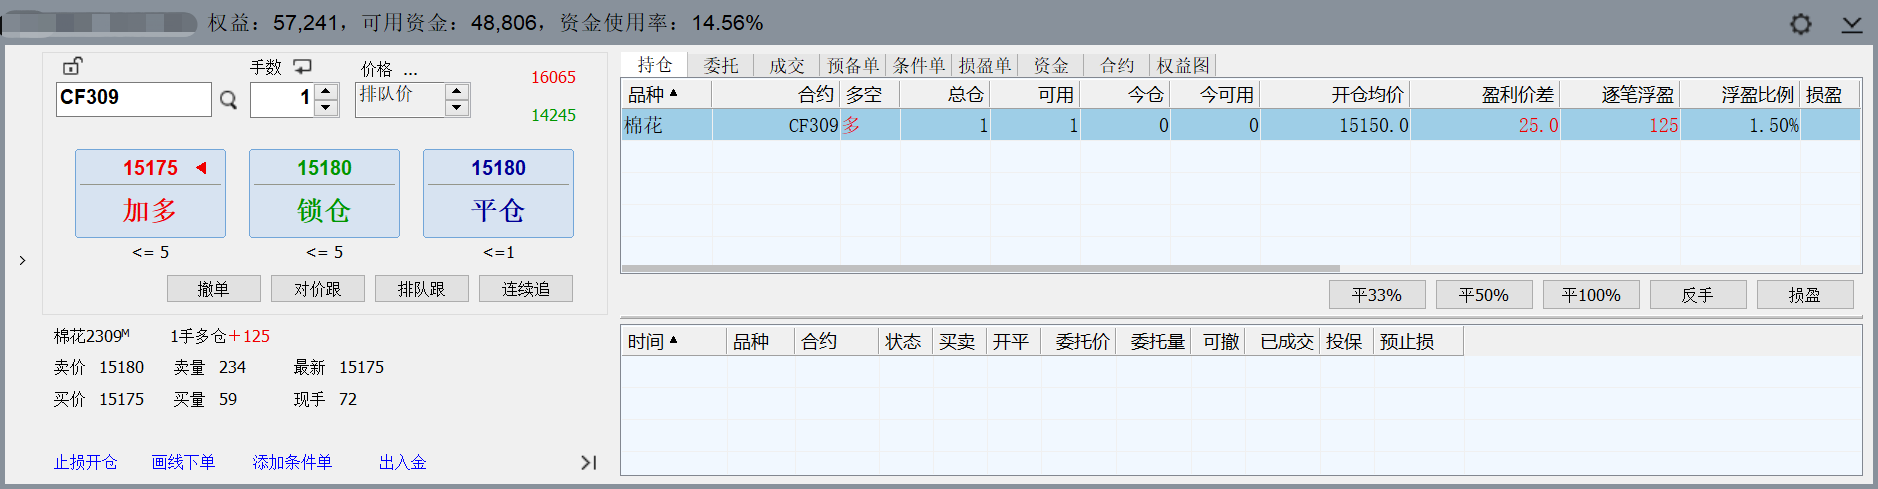 权益：57,241，可用资金：48,806，资金使用率：14.56%
手数 价格 ... 16065
CF309 1 排队价
14245
15175 15180 15180
加多 锁仓 平仓
<= 5 <= 5 <=1
撤单 对价跟 排队跟 连续追
棉花2309M 1手多仓+125
卖价 15180 卖量 234 最新 15175
买价 15175 买量 59 现手 72
止损开仓 画线下单 添加条件单 出入金
持仓 委托 成交 预备单 条件单 损盈单 资金 合约 权益图
品种 合约 多空 总仓 可用 今仓 今可用 开仓均价 盈利价差 逐笔浮盈 浮盈比例 损盈
棉花 CF309 多 1 1 0 0 15150.0 25.0 125 1.50%
平33% 平50% 平100% 反手 损盈
时间 品种 合约 状态 买卖 开平 委托价 委托量 可撤 已成交 投保 预止损